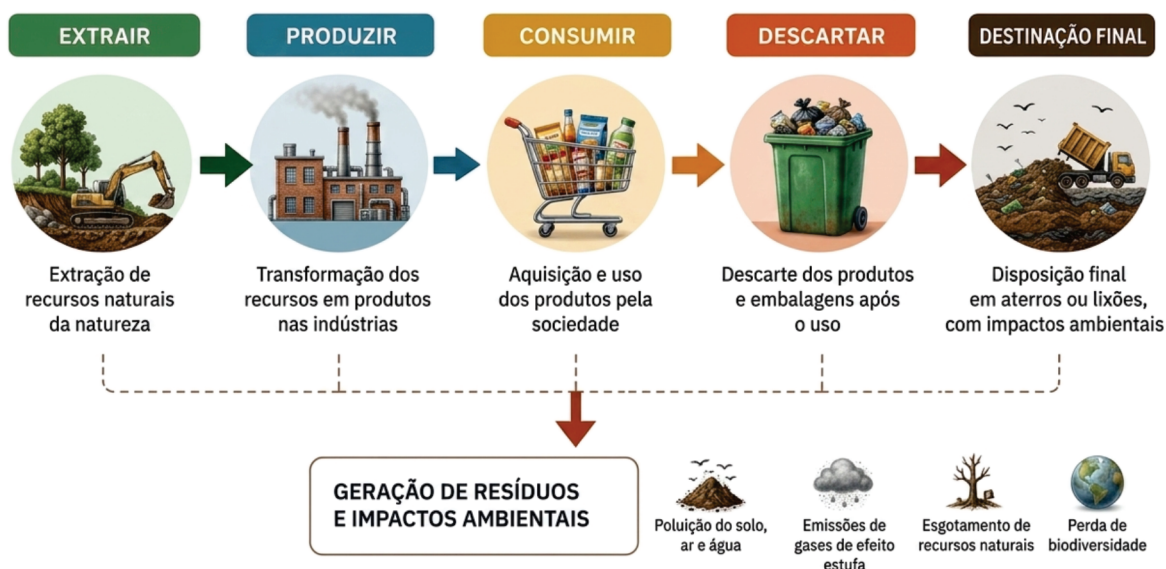 EXTRAIR
PRODUZIR
CONSUMIR
DESCARTAR
DESTINAÇÃO FINAL
Extração de
recursos naturais
da natureza
Transformação dos
recursos em produtos
nas indústrias
Aquisição e uso
dos produtos pela
sociedade
Descarte dos produtos
e embalagens após
o uso
Disposição final
em aterros ou lixões,
com impactos ambientais
GERAÇÃO DE RESÍDUOS
E IMPACTOS AMBIENTAIS
Poluição do solo,
ar e água
Emissões de
gases de efeito
estufa
Esgotamento de
recursos naturais
Perda de
biodiversidade